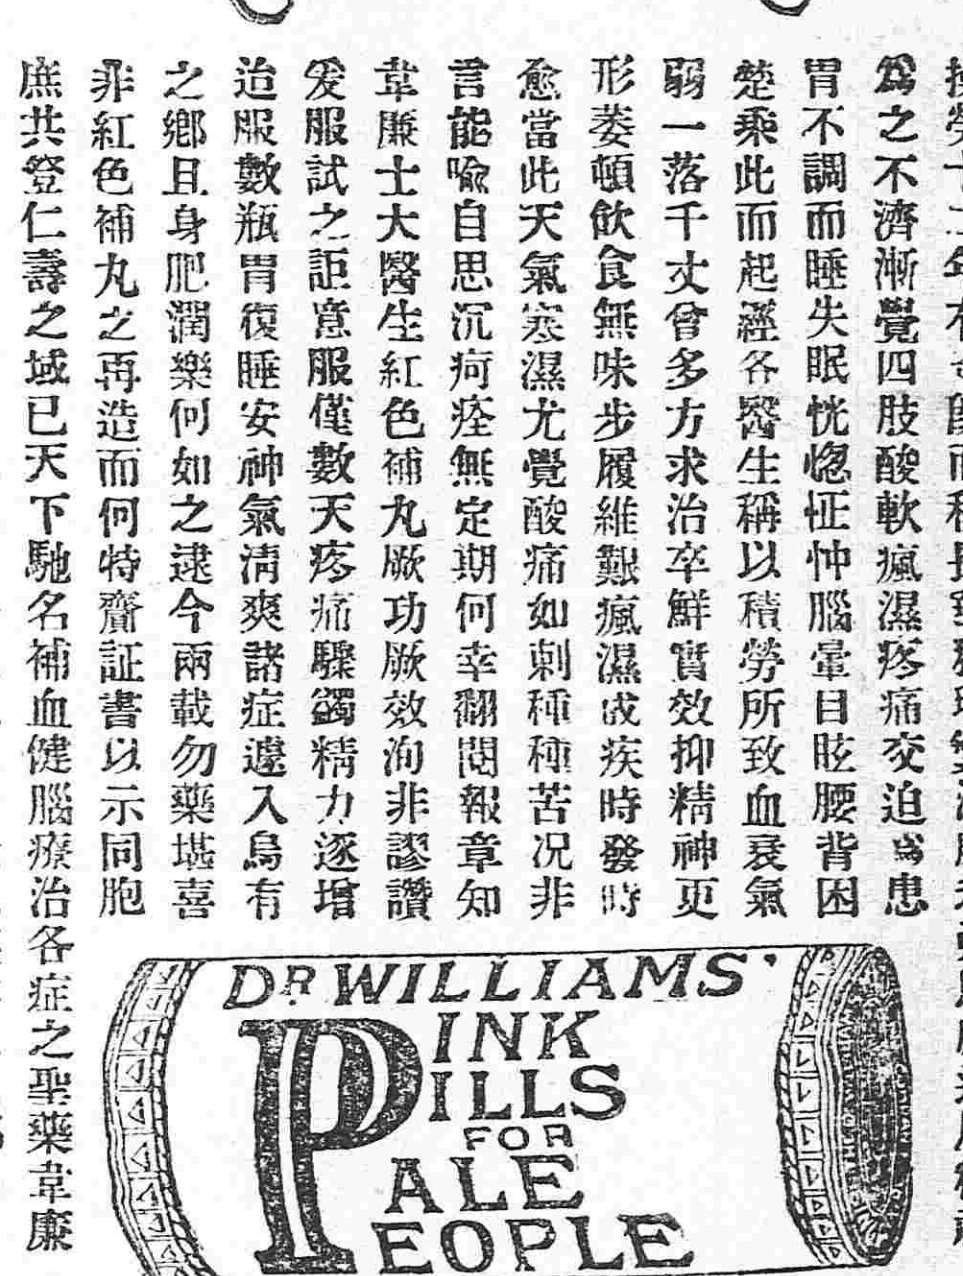 爲之不濟漸覺四肢酸軟瘋濕疼痛交迫爲患
胃不調而睡失眠恍惚怔忡腦暈目眩腰背困
楚乘此而起經各醫生稱以積勞所致血衰氣
弱一落千丈曾多方求治卒鮮實效抑精神更
形萎頓飲食無味步履維艱瘋濕成疾時發時
愈當此天氣寒濕尤覺酸痛如刺種種苦况非
言能喻自思沉疴痊無定期何幸翻閱報章知
韋廉士大醫生紅色補丸厥功厥效洵非謬讚
爰服試之詎意服僅數天疼痛驟蠲精力逐增
迨服數瓶胃復睡安神氣清爽諸症遽入烏有
之鄉且身肥潤樂何如之逮今兩載勿藥堪喜
非紅色補丸之再造而何特齎証書以示同胞
庶共登仁壽之域已天下馳名補血健腦療治各症之聖藥韋廉
DR WILLIAMS'
PINK
PILLS
FOR
PALE
PEOPLE